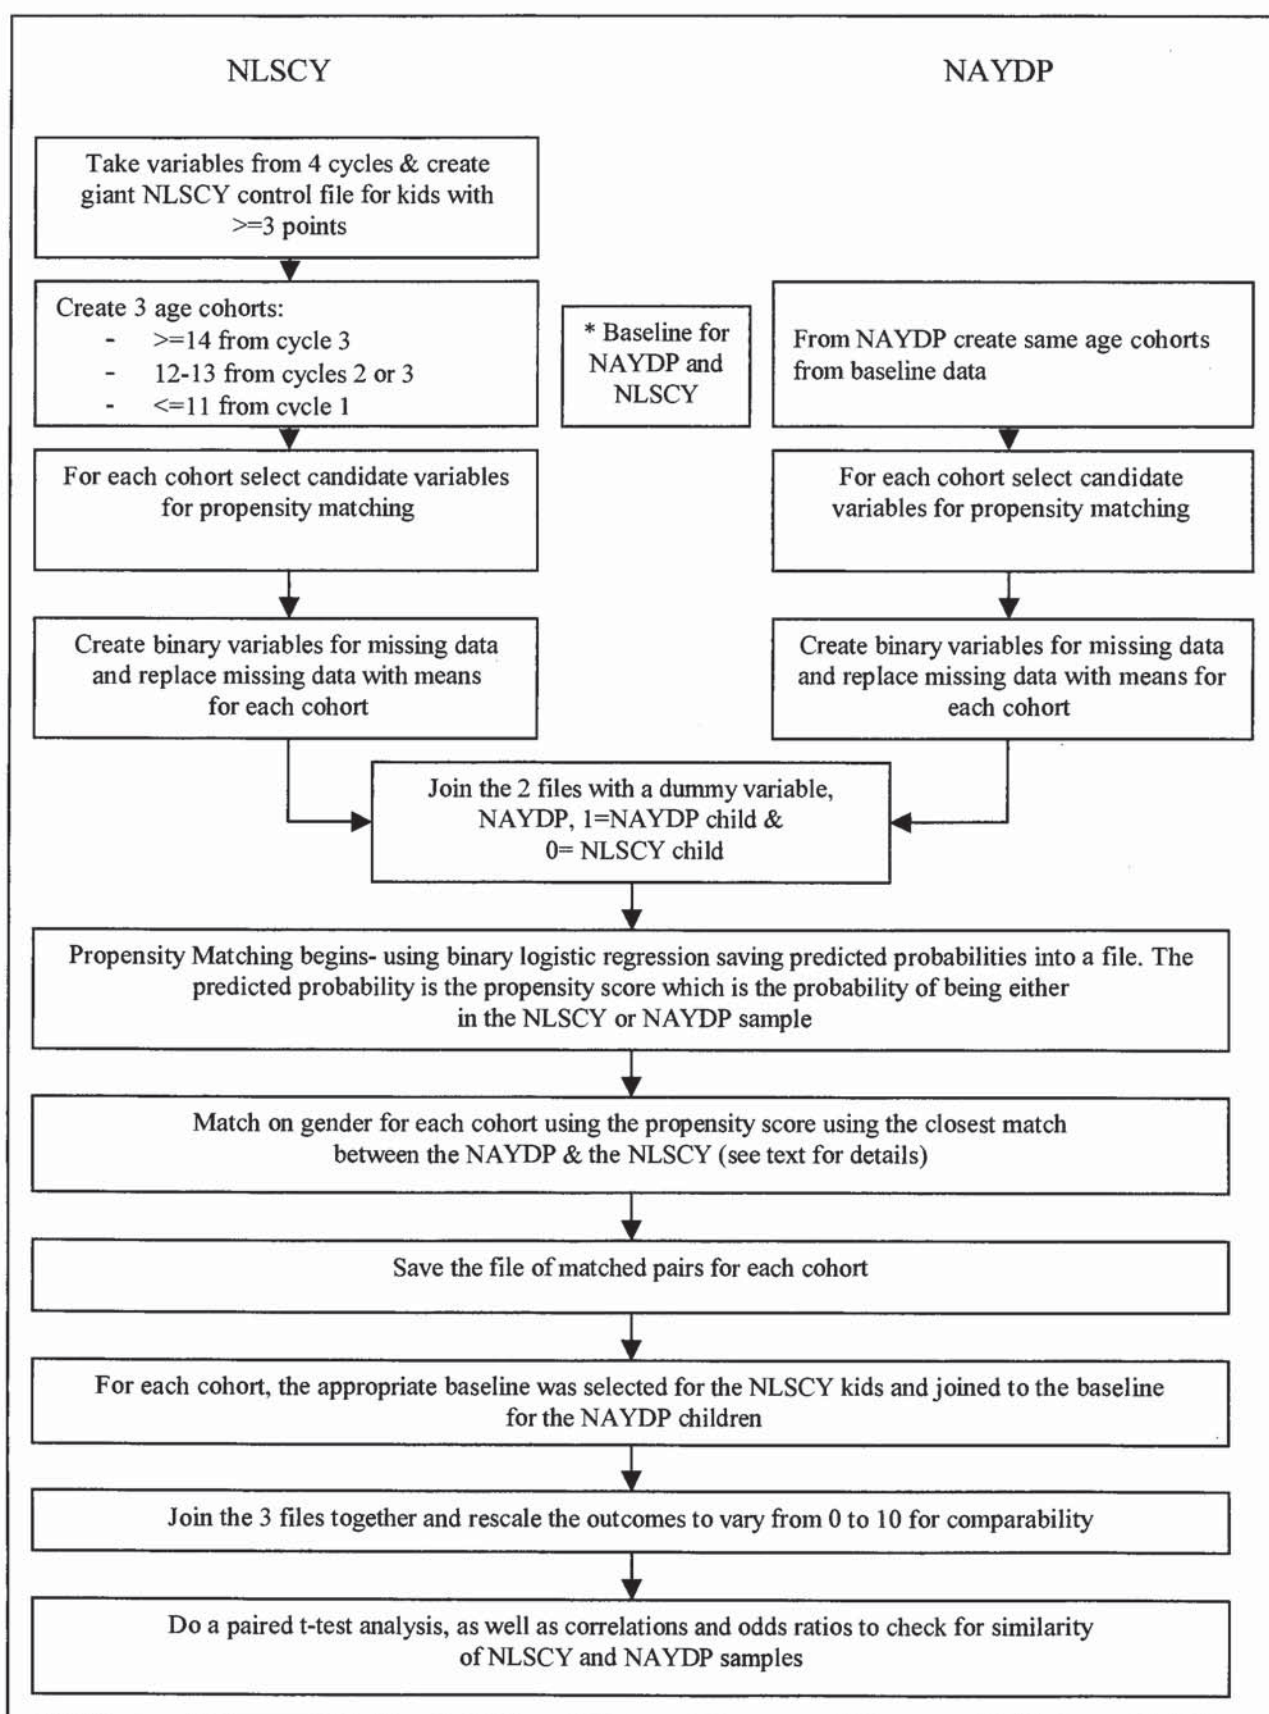 NLSCY
NAYDP
Take variables from 4 cycles & create
giant NLSCY control file for kids with
>=3 points
Create 3 age cohorts:
- >=14 from cycle 3
- 12-13 from cycles 2 or 3
- <=11 from cycle 1
* Baseline for
NAYDP and
NLSCY
From NAYDP create same age cohorts
from baseline data
For each cohort select candidate variables
for propensity matching
For each cohort select candidate
variables for propensity matching
Create binary variables for missing data
and replace missing data with means
for each cohort
Create binary variables for missing data
and replace missing data with means for
each cohort
Join the 2 files with a dummy variable,
NAYDP, 1=NAYDP child &
0= NLSCY child
Propensity Matching begins- using binary logistic regression saving predicted probabilities into a file. The
predicted probability is the propensity score which is the probability of being either
in the NLSCY or NAYDP sample
Match on gender for each cohort using the propensity score using the closest match
between the NAYDP & the NLSCY (see text for details)
Save the file of matched pairs for each cohort
For each cohort, the appropriate baseline was selected for the NLSCY kids and joined to the baseline
for the NAYDP children
Join the 3 files together and rescale the outcomes to vary from 0 to 10 for comparability
Do a paired t-test analysis, as well as correlations and odds ratios to check for similarity
of NLSCY and NAYDP samples